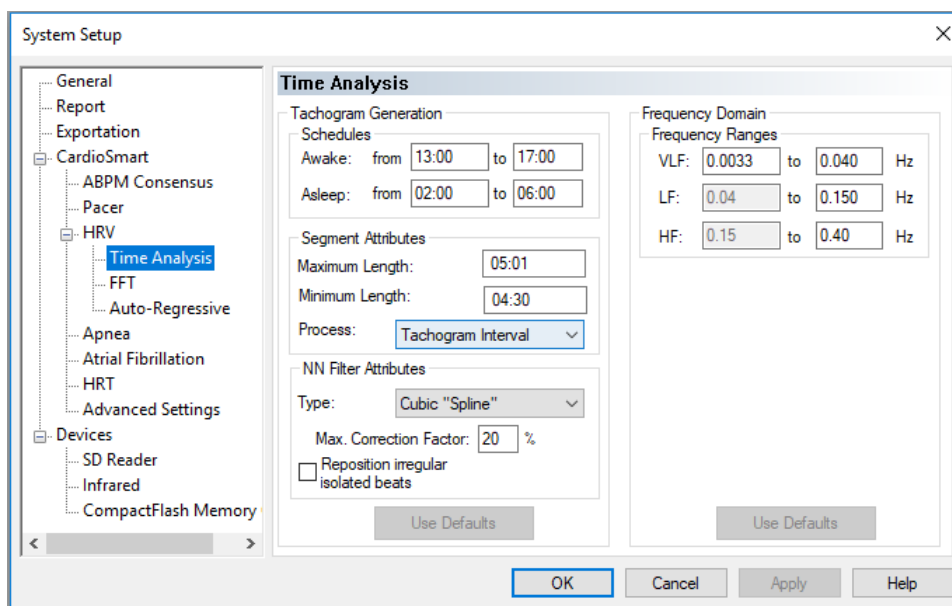 System Setup
General
Report
Exportation
CardioSmart
ABPM Consensus
Pacer
HRV
Time Analysis
FFT
Auto-Regressive
Apnea
Atrial Fibrillation
HRT
Advanced Settings
Devices
SD Reader
Infrared
CompactFlash Memory
Time Analysis
Tachogram Generation
Schedules
Awake: from 13:00 to 17:00
Asleep: from 02:00 to 06:00
Segment Attributes
Maximum Length: 05:01
Minimum Length: 04:30
Process: Tachogram Interval
NN Filter Attributes
Type: Cubic "Spline"
Max. Correction Factor: 20 %
Reposition irregular
isolated beats
Use Defaults
Frequency Domain
Frequency Ranges
VLF: 0.0033 to 0.040 Hz
LF: 0.04 to 0.150 Hz
HF: 0.15 to 0.40 Hz
Use Defaults
OK Cancel Apply Help